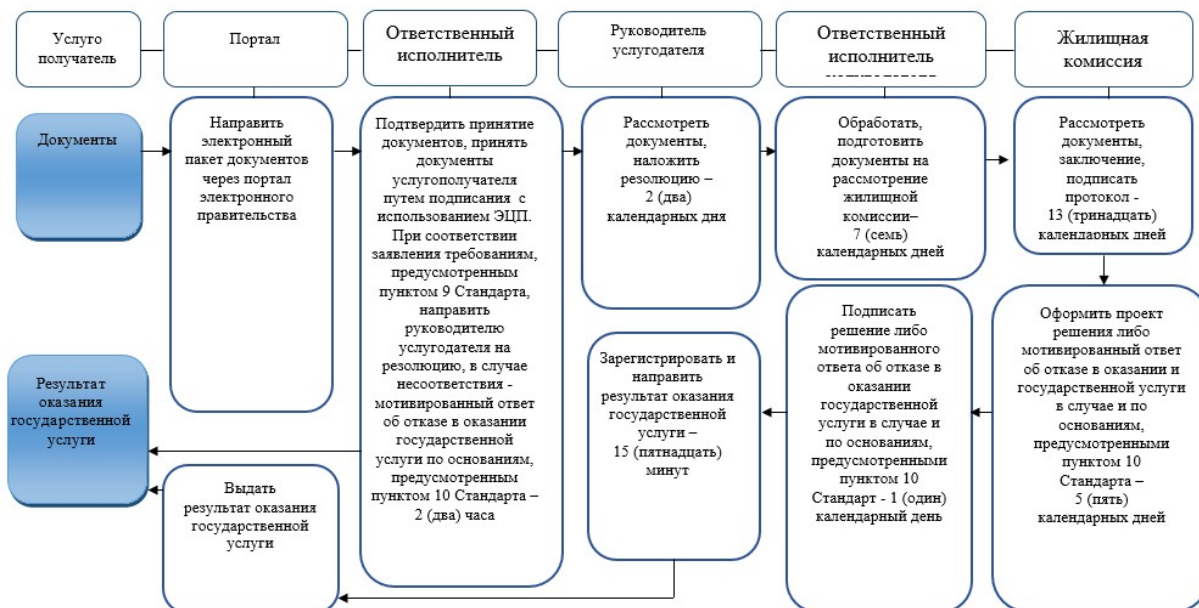 Услуго
получатель
Портал
Ответственный
исполнитель
Руководитель
услугодателя
Ответственный
исполнитель
Жилищная
комиссия
Документы
Направить
электронный
пакет документов
через портал
электронного
правительства
Подтвердить принятие
документов, принять
документы
услугополучателя
путем подписания с
использованием ЭЦП.
При соответствии
заявления требованиям,
предусмотренным
пунктом 9 Стандарта,
направить
руководителю
услугодателя на
резолюцию, в случае
несоответствия -
мотивированный ответ
об отказе в оказании
государственной
услуги по основаниям,
предусмотренным
пунктом 10 Стандарта –
2 (два) часа
Рассмотреть
документы,
наложить
резолюцию –
2 (два)
календарных дня
Обработать,
подготовить
документы на
рассмотрение
жилищной
комиссии–
7 (семь)
календарных дней
Рассмотреть
документы,
заключение,
подписать
протокол -
13 (тринадцать)
календарных дней
Оформить проект
решения либо
мотивированный ответ
об отказе в оказании и
государственной услуги
в случае и по
основаниям,
предусмотренными
пунктом 10
Стандарта –
5 (пять)
календарных дней
Подписать
решение либо
мотивированного
ответа об отказе в
оказании
государственной
услуги в случае и
по основаниям,
предусмотренными
пунктом 10
Стандарт - 1 (один)
календарный день
Зарегистрировать и
направить
результат оказания
государственной
услуги –
15 (пятнадцать)
минут
Выдать
результат оказания
государственной
услуги
Результат
оказания
государственной
услуги